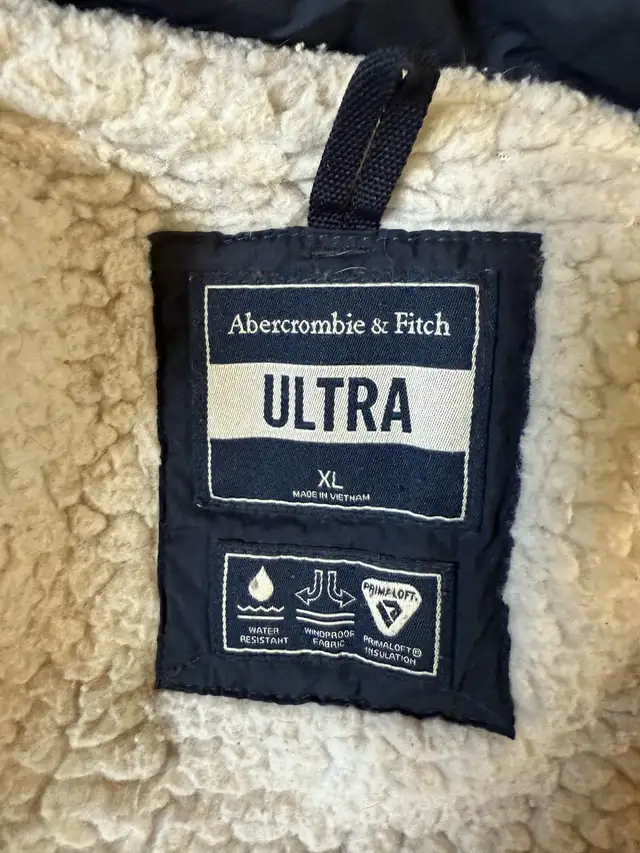 Abercrombie & Fitch
ULTRA
XL
MADE IN VIETNAM
PRIMALOFT®
WATER
RESISTANT
WINDPROOF
FABRIC
PRIMALOFT®
INSULATION